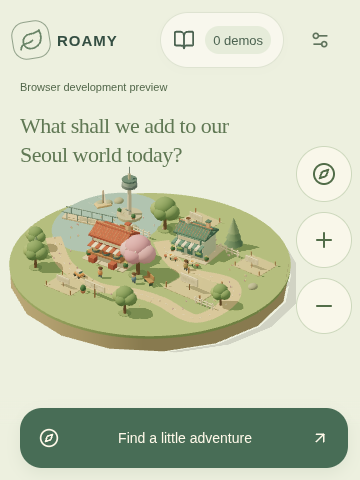 ROAMY
0 demos
Browser development preview
What shall we add to our
Seoul world today?
Find a little adventure